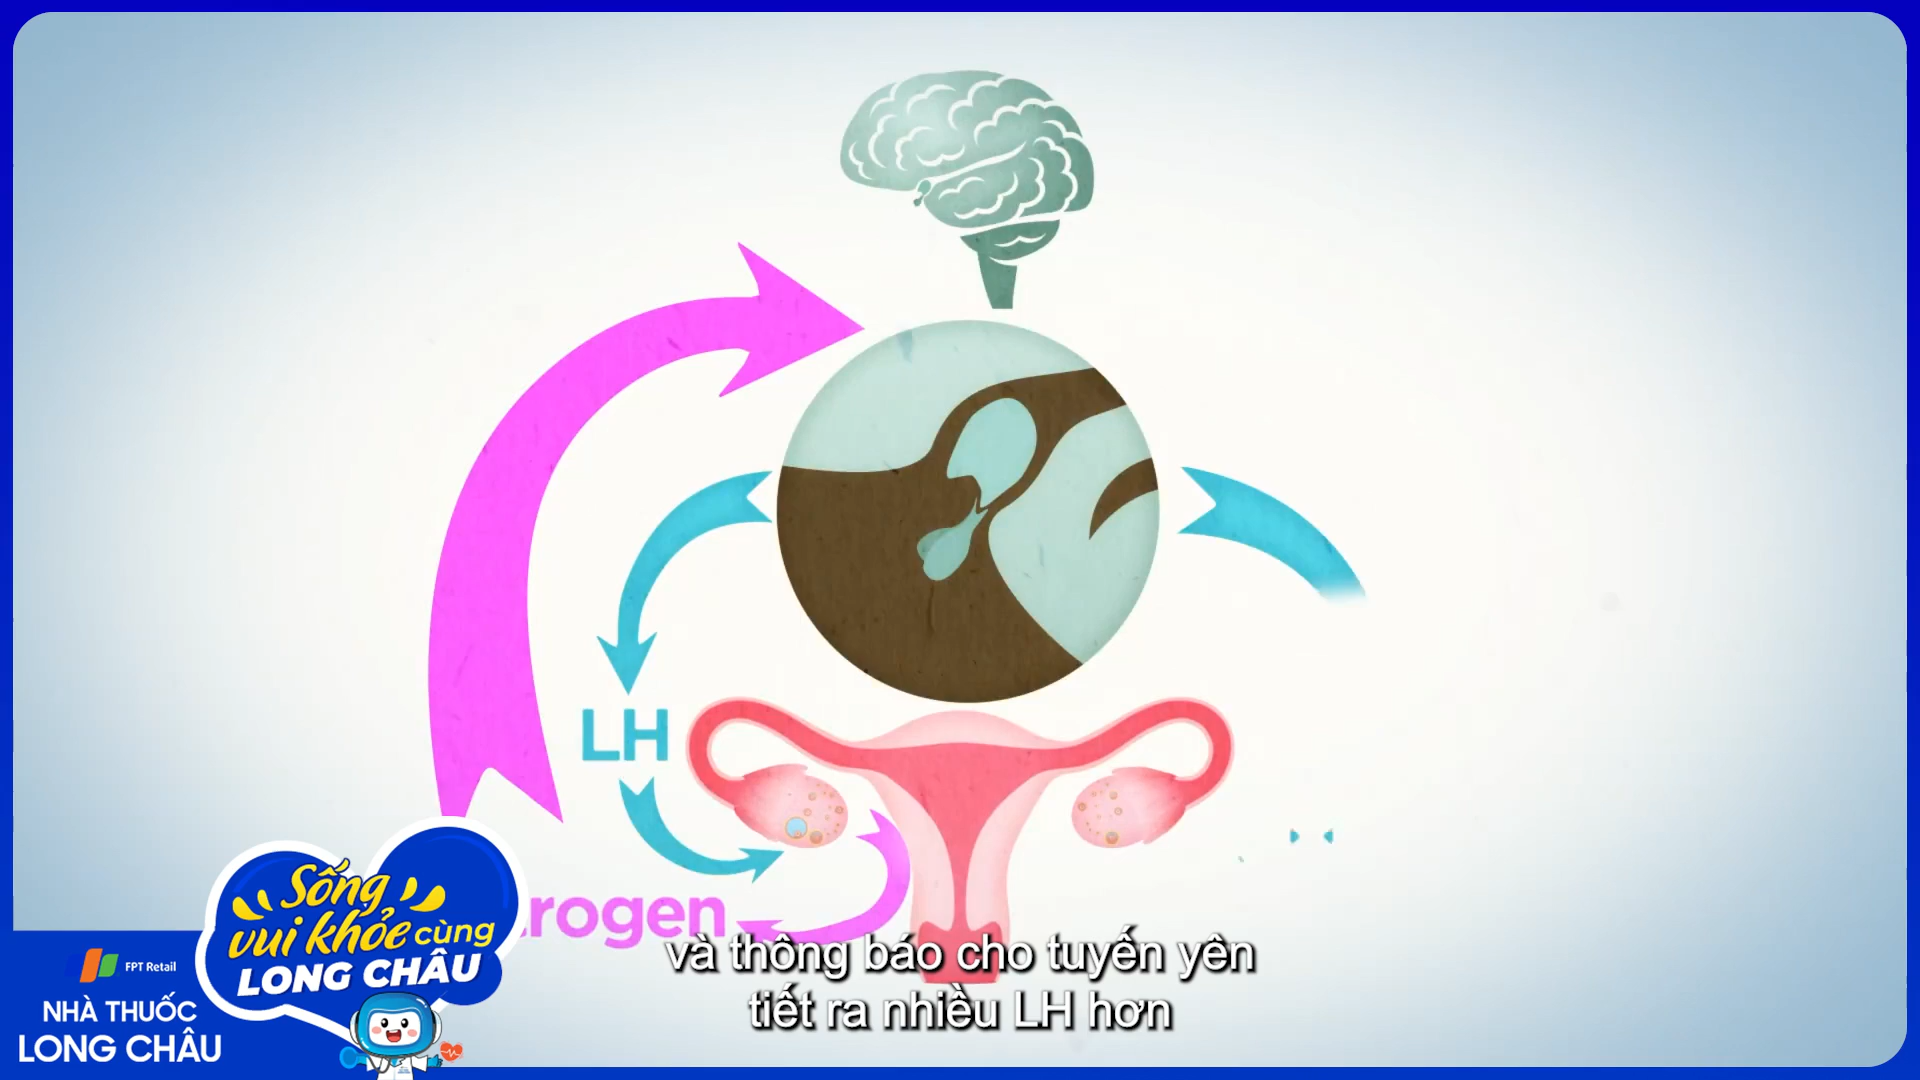 LH
rogen
và thông báo cho tuyến yên
tiết ra nhiều LH hơn
Sống
vui khỏe cùng
LONG CHÂU
FPT Retail
NHÀ THUỐC
LONG CHÂU